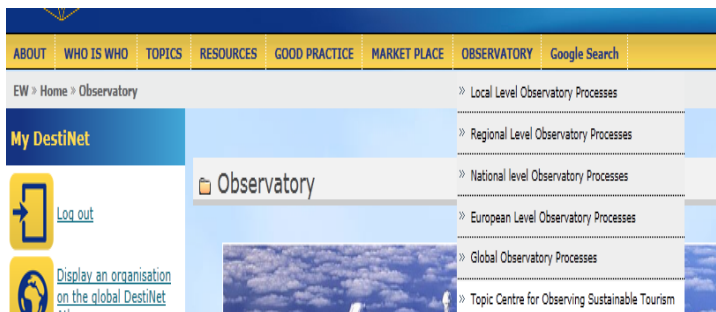 ABOUT WHO IS WHO TOPICS RESOURCES GOOD PRACTICE MARKET PLACE OBSERVATORY Google Search
EW » Home » Observatory
» Local Level Observatory Processes
My DestiNet
» Regional Level Observatory Processes
Observatory
» National level Observatory Processes
Log out
» European Level Observatory Processes
» Global Observatory Processes
Display an organisation
on the global DestiNet
» Topic Centre for Observing Sustainable Tourism